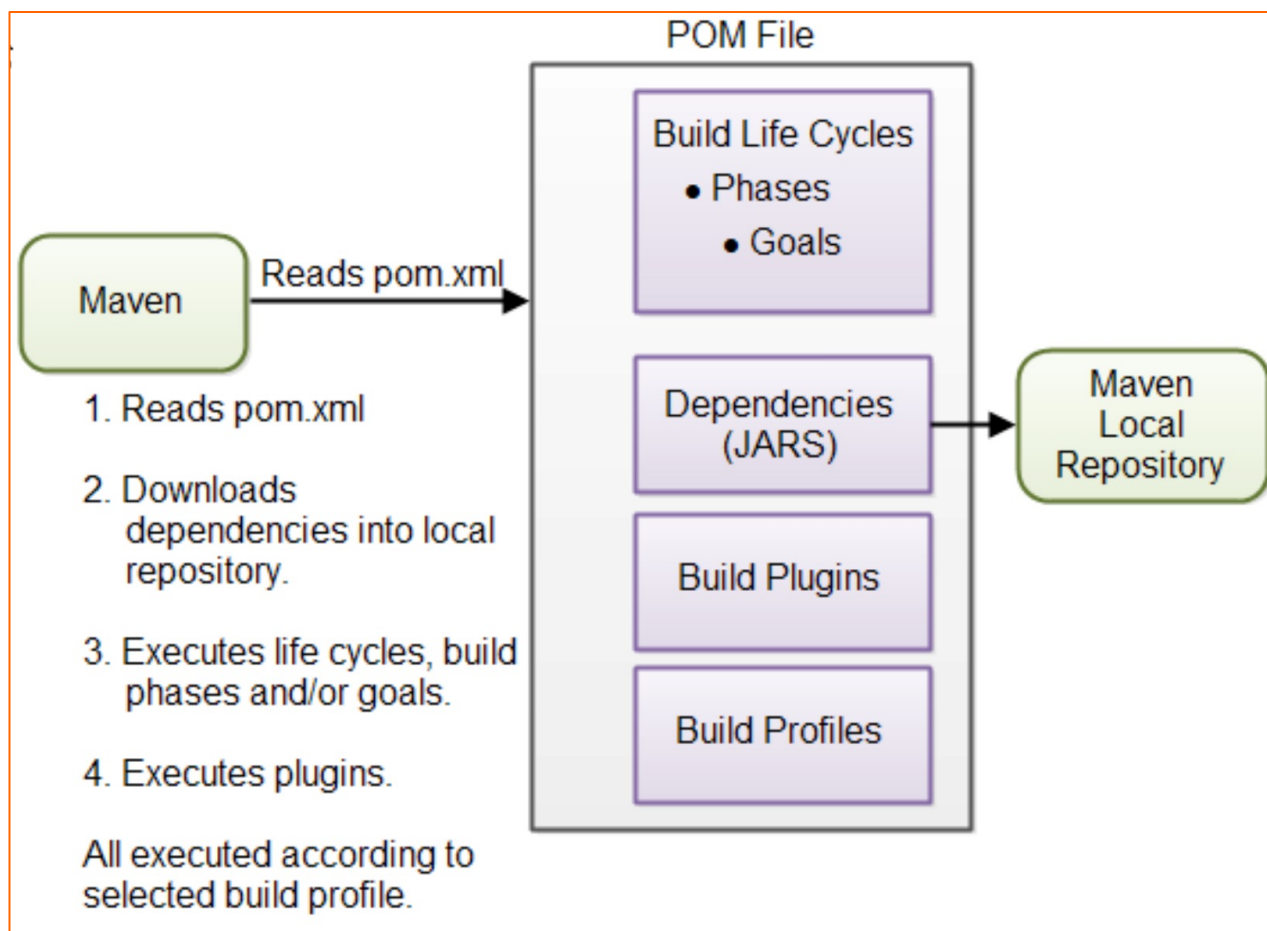 POM File
Build Life Cycles
• Phases
• Goals
Maven
Reads pom.xml
Dependencies
(JARS)
Maven
Local
Repository
Build Plugins
Build Profiles
1. Reads pom.xml
2. Downloads
dependencies into local
repository.
3. Executes life cycles, build
phases and/or goals.
4. Executes plugins.
All executed according to
selected build profile.